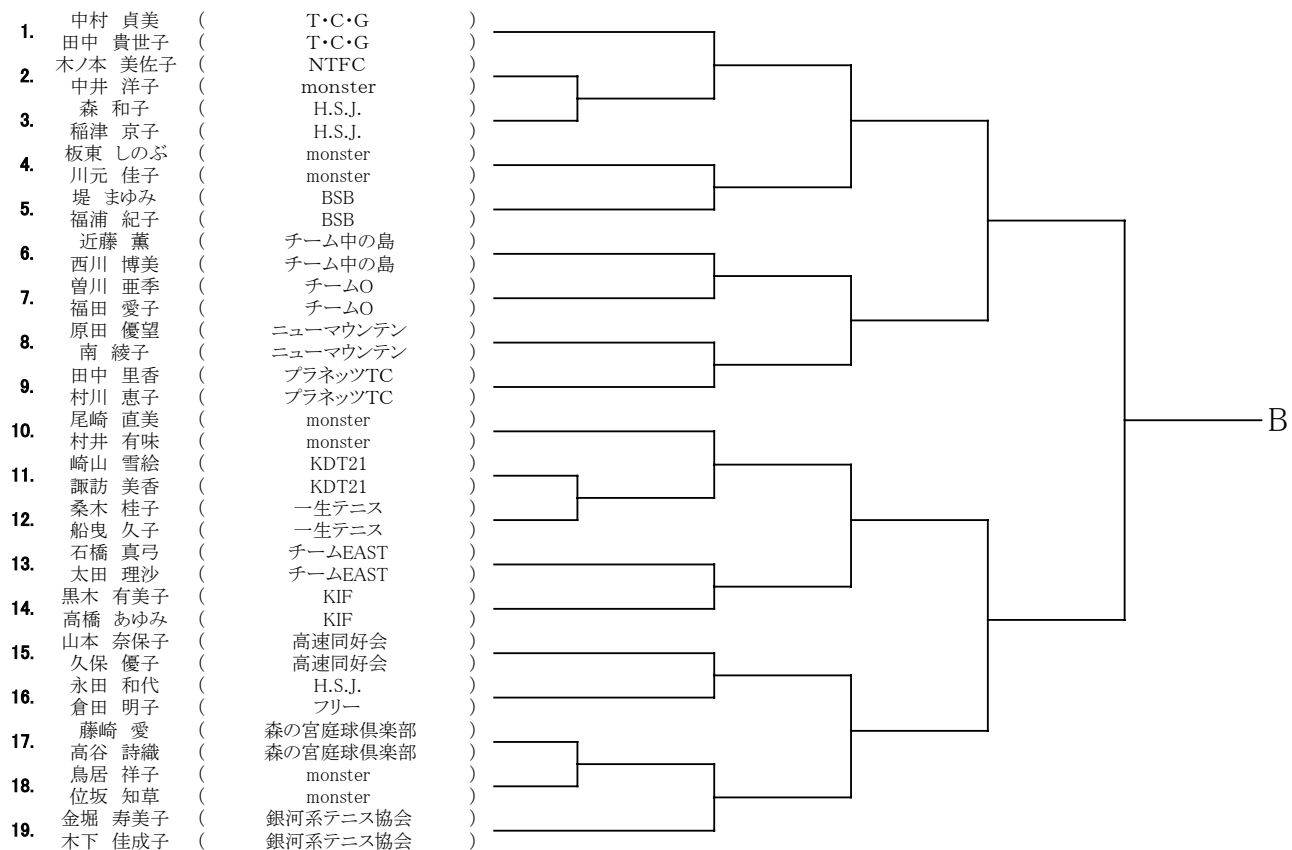 1. 中村 貞美 ( T・C・G )
田中 貴世子 ( T・C・G )
2. 木ノ本 美佐子 ( NTFC )
中井 洋子 ( monster )
3. 森 和子 ( H.S.J. )
稲津 京子 ( H.S.J. )
4. 板東 しのぶ ( monster )
川元 佳子 ( monster )
5. 堤 まゆみ ( BSB )
福浦 紀子 ( BSB )
6. 近藤 薫 ( チーム中の島 )
西川 博美 ( チーム中の島 )
7. 曽川 亜季 ( チームO )
福田 愛子 ( チームO )
8. 原田 優望 ( ニューマウンテン )
南 綾子 ( ニューマウンテン )
9. 田中 里香 ( プラネッツTC )
村川 恵子 ( プラネッツTC )
10. 尾崎 直美 ( monster )
村井 有味 ( monster )
11. 崎山 雪絵 ( KDT21 )
諏訪 美香 ( KDT21 )
12. 桑木 桂子 ( 一生テニス )
船曳 久子 ( 一生テニス )
13. 石橋 真弓 ( チームEAST )
太田 理沙 ( チームEAST )
14. 黒木 有美子 ( KIF )
高橋 あゆみ ( KIF )
15. 山本 奈保子 ( 高速同好会 )
久保 優子 ( 高速同好会 )
16. 永田 和代 ( H.S.J. )
倉田 明子 ( フリー )
17. 藤崎 愛 ( 森の宮庭球倶楽部 )
高谷 詩織 ( 森の宮庭球倶楽部 )
18. 鳥居 祥子 ( monster )
位坂 知草 ( monster )
19. 金堀 寿美子 ( 銀河系テニス協会 )
木下 佳成子 ( 銀河系テニス協会 )
B